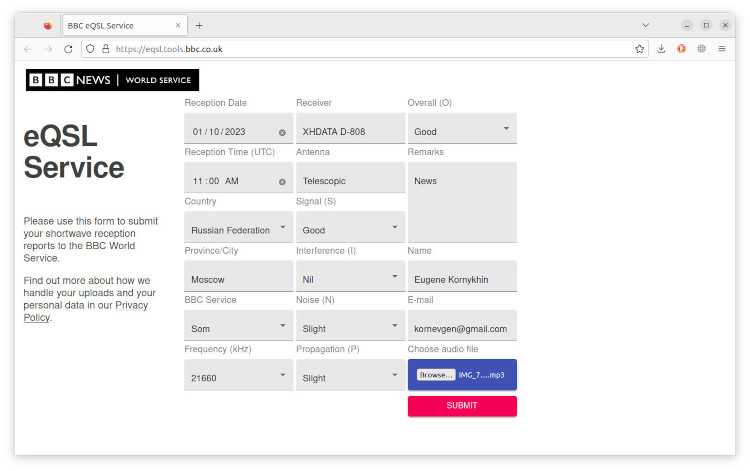 BBC eQSL Service
https://eqsl.tools.bbc.co.uk
BBC NEWS | WORLD SERVICE
eQSL
Service
Please use this form to submit
your shortwave reception
reports to the BBC World
Service.
Find out more about how we
handle your uploads and your
personal data in our Privacy
Policy.
Reception Date
01/10/2023
Reception Time (UTC)
11:00 AM
Country
Russian Federation
Province/City
Moscow
BBC Service
Som
Frequency (kHz)
21660
Receiver
XHDATA D-808
Antenna
Telescopic
Signal (S)
Good
Interference (I)
Nil
Noise (N)
Slight
Propagation (P)
Slight
Overall (O)
Good
Remarks
News
Name
Eugene Kornykhin
E-mail
kornevgen@gmail.com
Choose audio file
Browse... IMG_7....mp3
SUBMIT